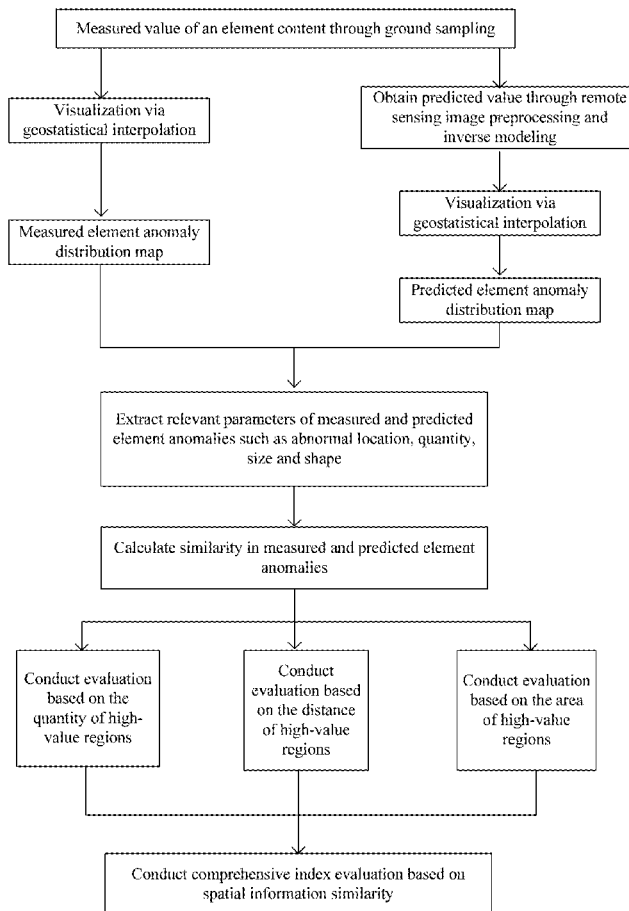 Measured value of an element content through ground sampling
Visualization via
geostatistical interpolation
Obtain predicted value through remote
sensing image preprocessing and
inverse modeling
Visualization via
geostatistical interpolation
Measured element anomaly
distribution map
Predicted element anomaly
distribution map
Extract relevant parameters of measured and predicted
element anomalies such as abnormal location, quantity,
size and shape
Calculate similarity in measured and predicted element
anomalies
Conduct evaluation
based on the
quantity of high-
value regions
Conduct
evaluation based
on the distance
of high-value
regions
Conduct evaluation
based on the area
of high-value
regions
Conduct comprehensive index evaluation based on
spatial information similarity